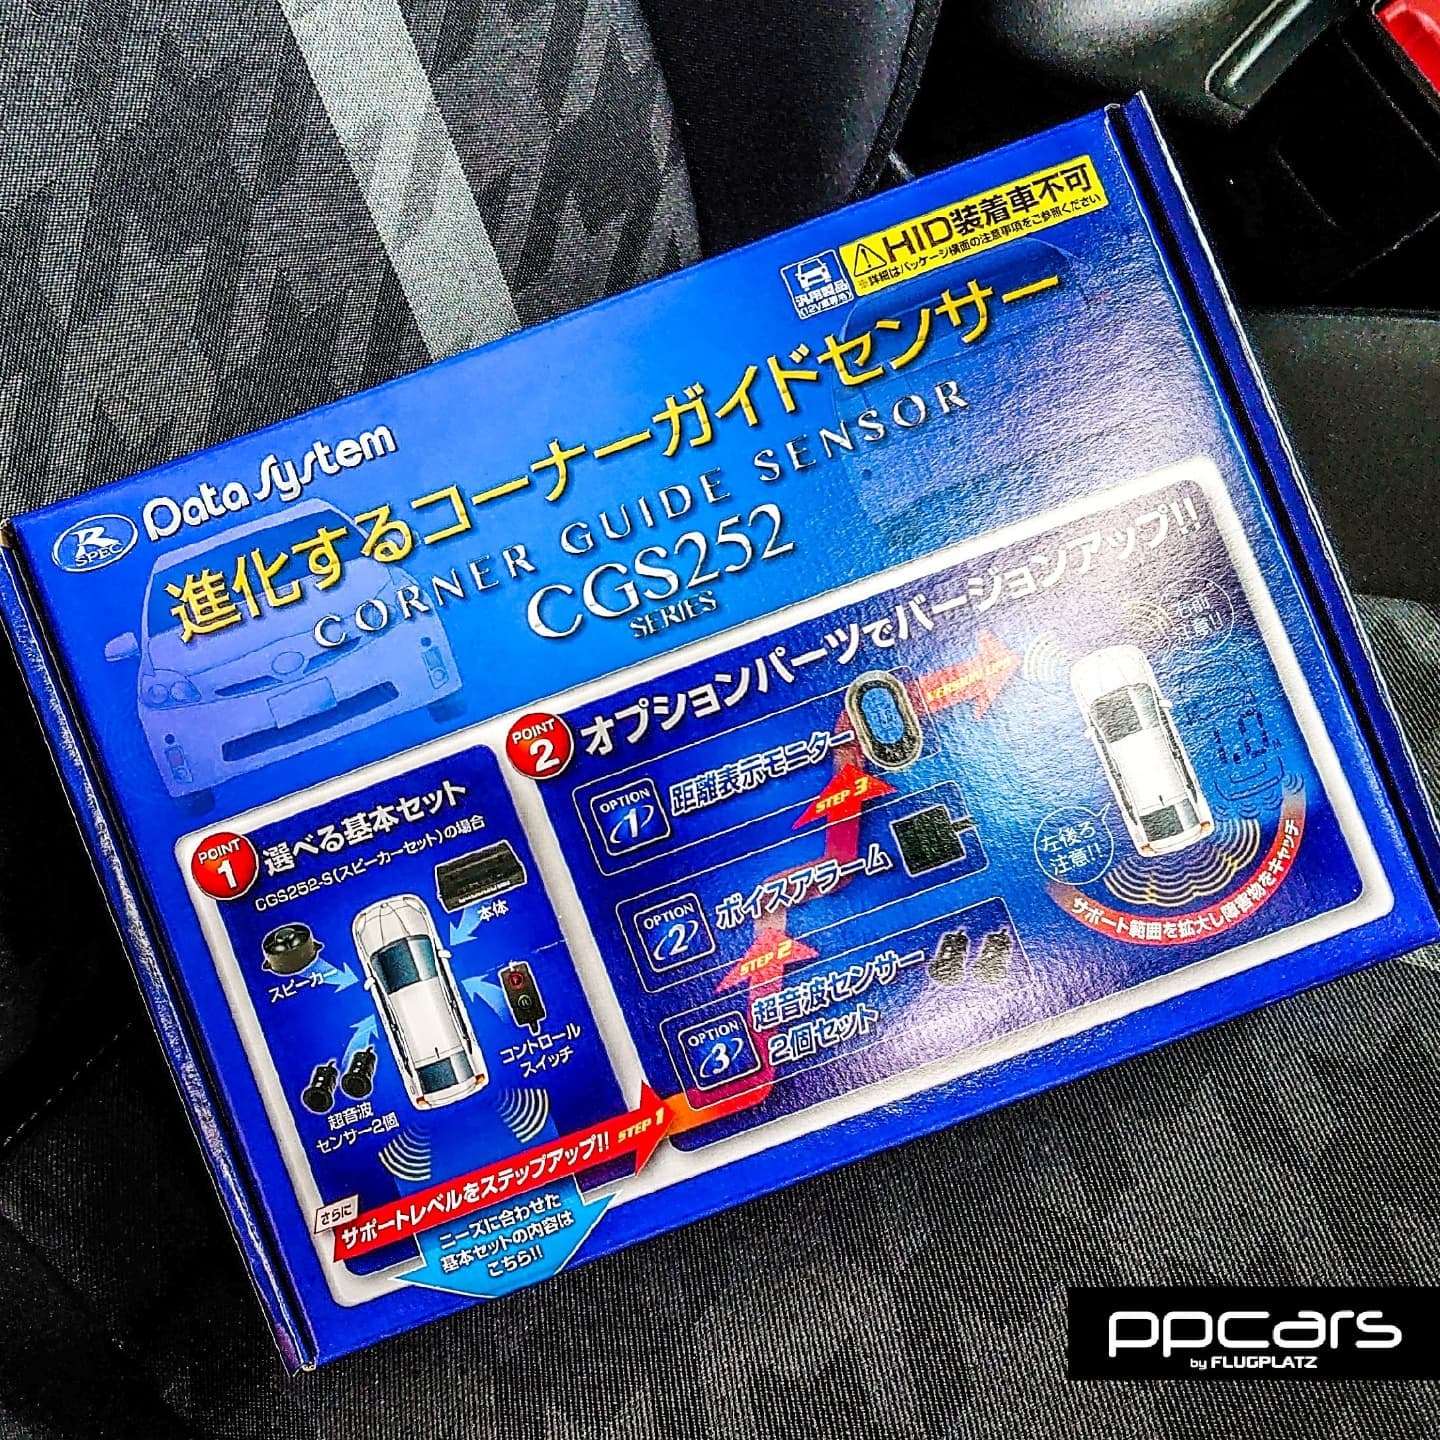 HID装着車不可
※詳細はパッケージ横面の注意事項をご参照ください
汎用製品
(12V車専用)
R SPEC
Data System
進化するコーナーガイドセンサー
CORNER GUIDE SENSOR
CGS252
SERIES
POINT 1
選べる基本セット
CGS252-S(スピーカーセット)の場合
本体
スピーカー
コントロール
スイッチ
超音波
センサー2個
さらに
サポートレベルをステップアップ!! STEP 1
ニーズに合わせた
基本セットの内容は
こちら!!
POINT 2
オプションパーツでバージョンアップ!!
OPTION 1
距離表示モニター
STEP 3
VERSION UP!!
OPTION 2
ボイスアラーム
STEP 2
OPTION 3
超音波センサー
2個セット
右前
注意!!
左後ろ
注意!!
サポート範囲を拡大し障害物をキャッチ
ppcars
by FLUGPLATZ